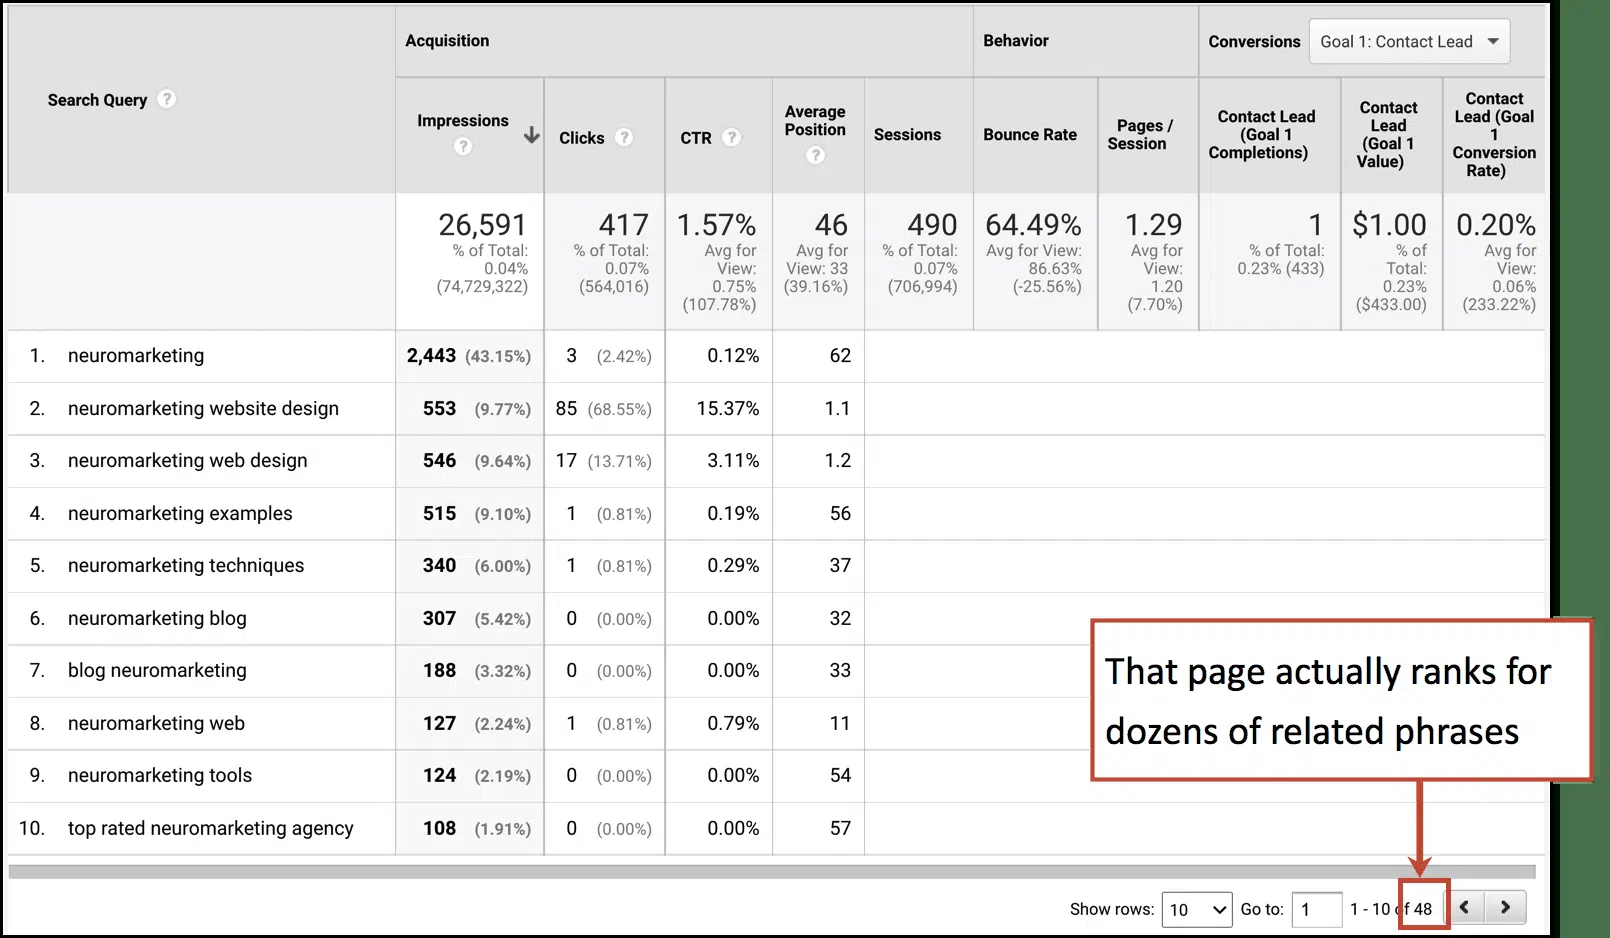 Acquisition
Behavior
Conversions Goal 1: Contact Lead
Search Query ?
Impressions ?
Clicks ?
CTR ?
Average
Position
?
Sessions
Bounce Rate
Pages /
Session
Contact Lead
(Goal 1
Completions)
Contact
Lead
(Goal 1
Value)
Contact
Lead (Goal
1
Conversion
Rate)
26,591
% of Total:
0.04%
(74,729,322)
417
% of Total:
0.07%
(564,016)
1.57%
Avg for
View:
0.75%
(107.78%)
46
Avg for
View: 33
(39.16%)
490
% of Total:
0.07%
(706,994)
64.49%
Avg for View:
86.63%
(-25.56%)
1.29
Avg for
View:
1.20
(7.70%)
1
% of Total:
0.23% (433)
$1.00
% of
Total:
0.23%
($433.00)
0.20%
Avg for
View:
0.06%
(233.22%)
1. neuromarketing 2,443 (43.15%) 3 (2.42%) 0.12% 62
2. neuromarketing website design 553 (9.77%) 85 (68.55%) 15.37% 1.1
3. neuromarketing web design 546 (9.64%) 17 (13.71%) 3.11% 1.2
4. neuromarketing examples 515 (9.10%) 1 (0.81%) 0.19% 56
5. neuromarketing techniques 340 (6.00%) 1 (0.81%) 0.29% 37
6. neuromarketing blog 307 (5.42%) 0 (0.00%) 0.00% 32
7. blog neuromarketing 188 (3.32%) 0 (0.00%) 0.00% 33
8. neuromarketing web 127 (2.24%) 1 (0.81%) 0.79% 11
9. neuromarketing tools 124 (2.19%) 0 (0.00%) 0.00% 54
10. top rated neuromarketing agency 108 (1.91%) 0 (0.00%) 0.00% 57
That page actually ranks for
dozens of related phrases
Show rows: 10 Go to: 1 1 - 10 of 48